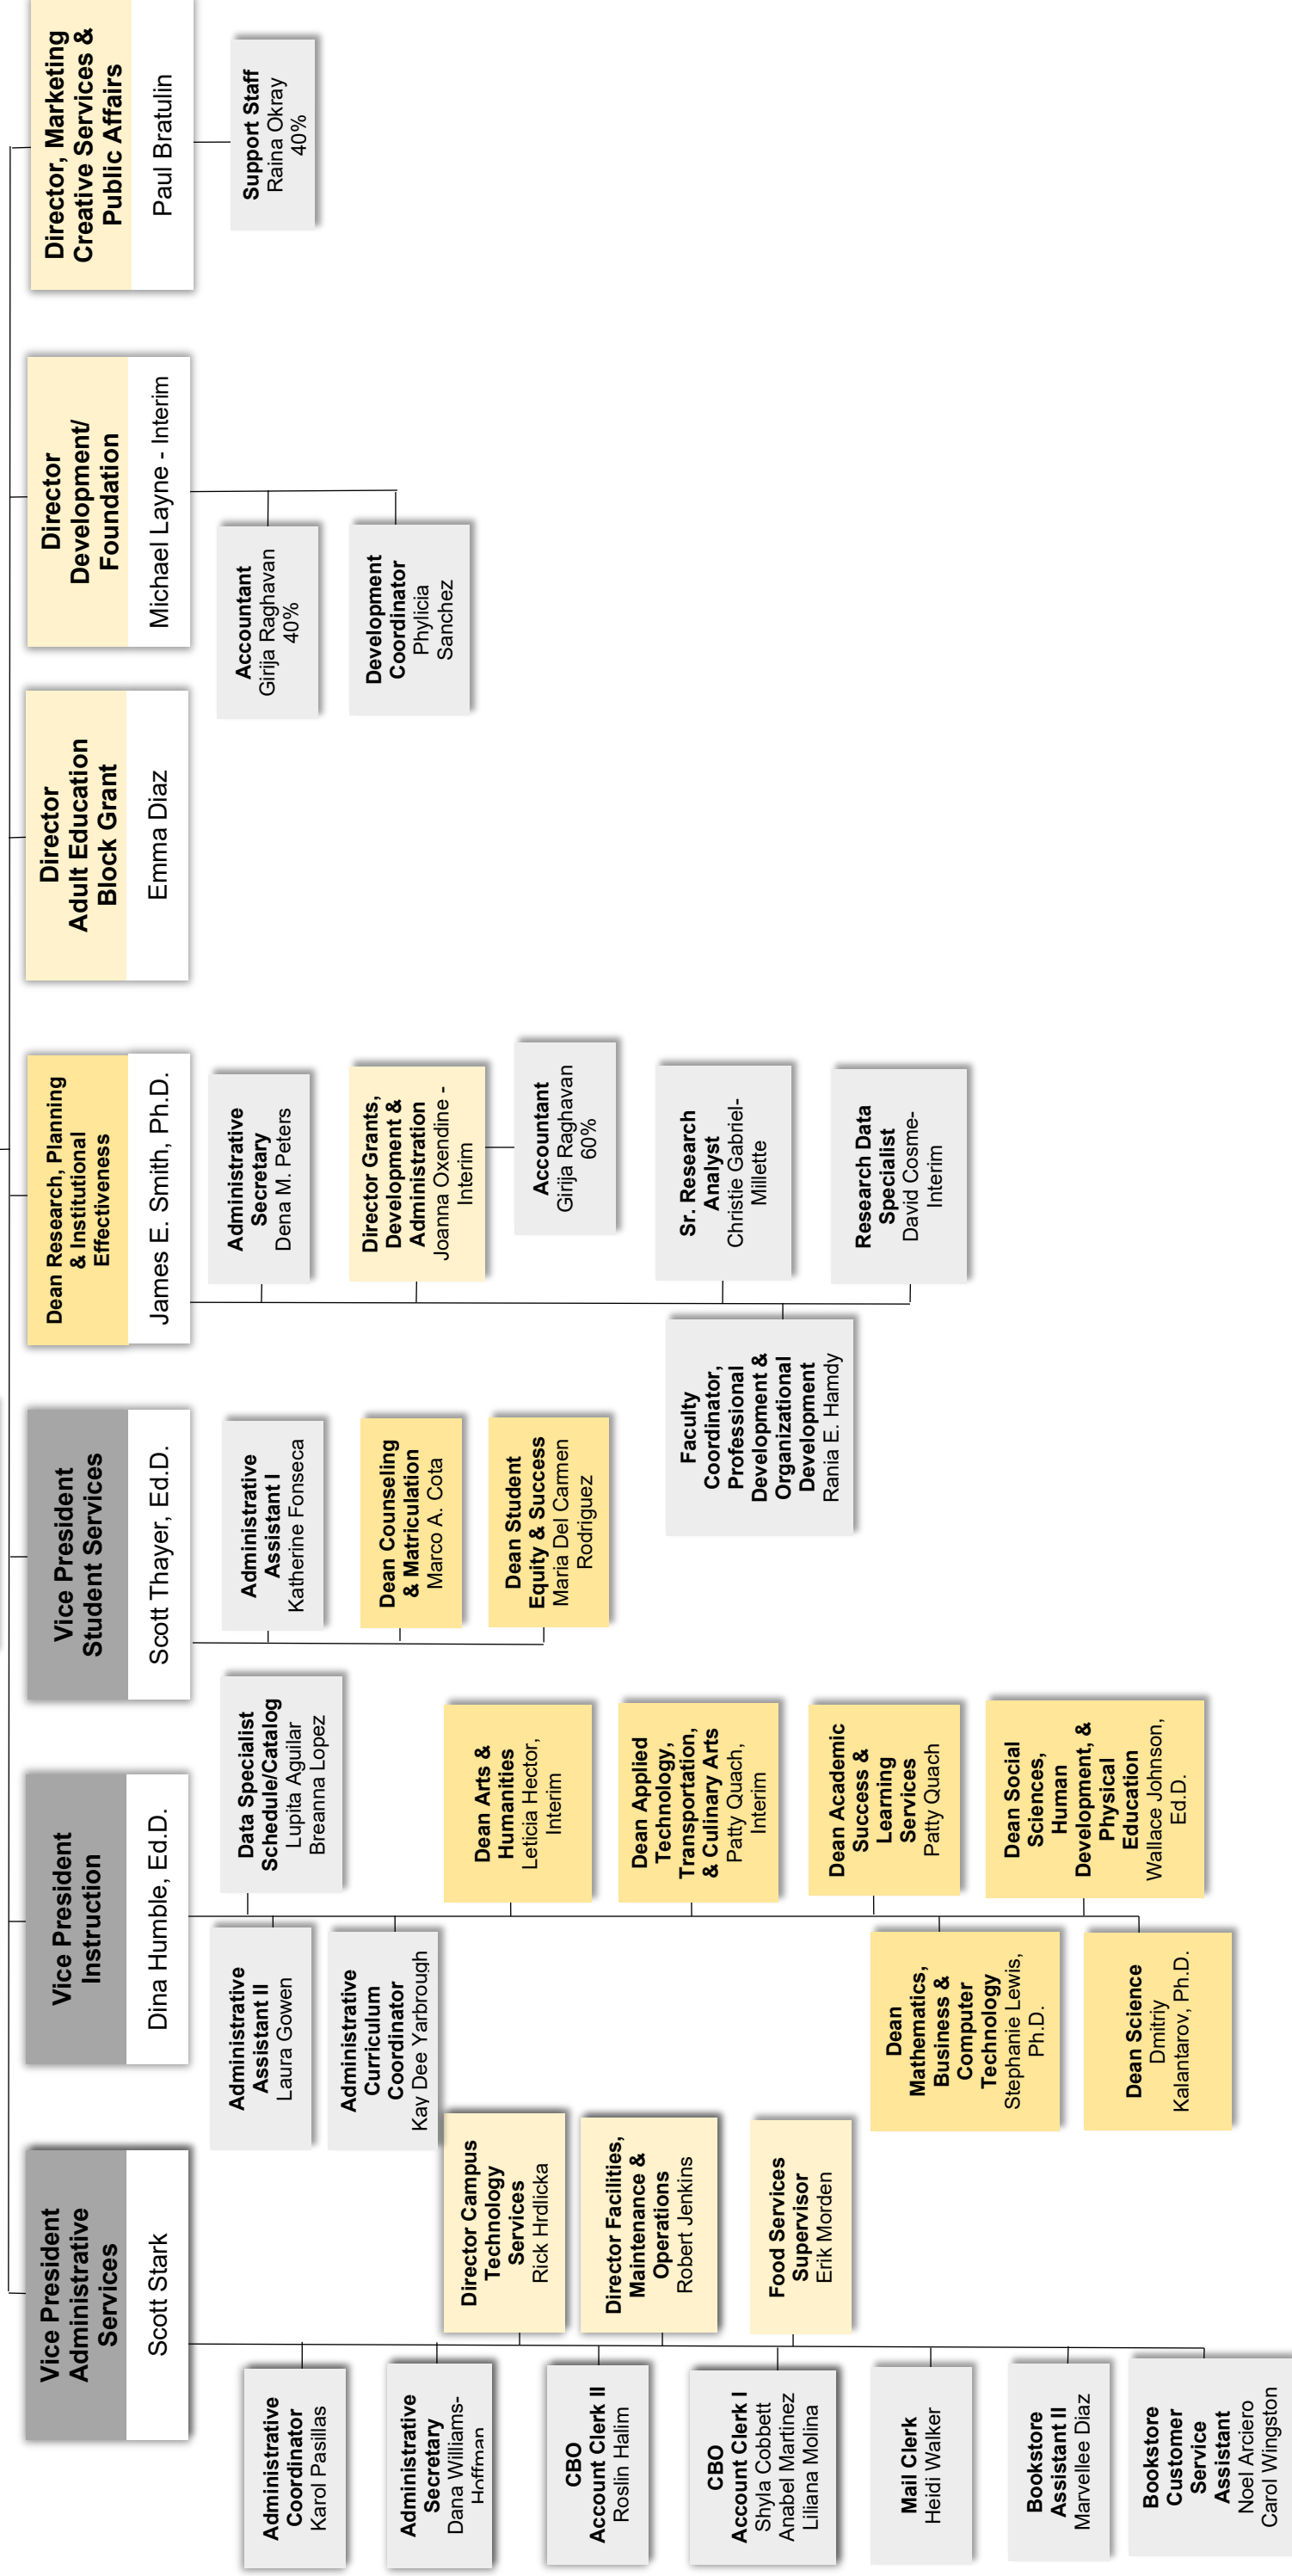 Vice President
Administrative
Services
Scott Stark
Administrative
Coordinator
Karol Pasillas
Administrative
Secretary
Dana Williams-
Hoffman
CBO
Account Clerk II
Roslin Halim
CBO
Account Clerk I
Shyla Cobbett
Anabel Martinez
Liliana Molina
Mail Clerk
Heidi Walker
Bookstore
Assistant II
Marvellee Diaz
Bookstore
Customer
Service
Assistant
Noel Arciero
Carol Wingston
Director Campus
Technology
Services
Rick Hrdlicka
Director Facilities,
Maintenance &
Operations
Robert Jenkins
Food Services
Supervisor
Erik Morden
Vice President
Instruction
Dina Humble, Ed.D.
Administrative
Assistant II
Laura Gowen
Administrative
Curriculum
Coordinator
Kay Dee Yarbrough
Dean
Mathematics,
Business &
Computer
Technology
Stephanie Lewis,
Ph.D.
Dean Science
Dmitriy
Kalantarov, Ph.D.
Data Specialist
Schedule/Catalog
Lupita Aguilar
Breanna Lopez
Dean Arts &
Humanities
Leticia Hector,
Interim
Dean Applied
Technology,
Transportation,
& Culinary Arts
Patty Quach,
Interim
Dean Academic
Success &
Learning
Services
Patty Quach
Dean Social
Sciences,
Human
Development, &
Physical
Education
Wallace Johnson,
Ed.D.
Vice President
Student Services
Scott Thayer, Ed.D.
Administrative
Assistant I
Katherine Fonseca
Dean Counseling
& Matriculation
Marco A. Cota
Dean Student
Equity & Success
Maria Del Carmen
Rodriguez
Dean Research, Planning
& Institutional
Effectiveness
James E. Smith, Ph.D.
Administrative
Secretary
Dena M. Peters
Director Grants,
Development &
Administration
Joanna Oxendine -
Interim
Accountant
Girija Raghavan
60%
Sr. Research
Analyst
Christie Gabriel-
Millette
Faculty
Coordinator,
Professional
Development &
Organizational
Development
Rania E. Hamdy
Research Data
Specialist
David Cosme-
Interim
Director
Adult Education
Block Grant
Emma Diaz
Director
Development/
Foundation
Michael Layne - Interim
Accountant
Girija Raghavan
40%
Development
Coordinator
Phylicia
Sanchez
Director, Marketing
Creative Services &
Public Affairs
Paul Bratulin
Support Staff
Raina Okray
40%